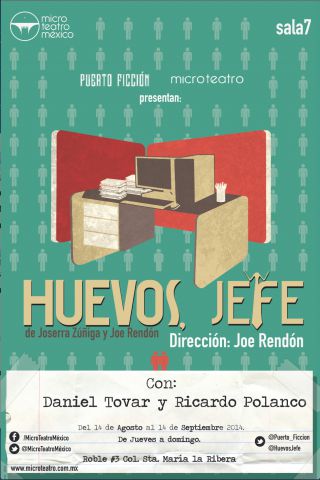 micro
teatro
méxico
sala7
PUERTO FICCIÓN microteatro
presentan:
HUEVOS, JEFE
de Joserra Zúñiga y Joe Rendón
Dirección: Joe Rendón
Con:
Daniel Tovar y Ricardo Polanco
Del 14 de Agosto al 14 de Septiembre 2014.
De Jueves a domingo.
/MicroTeatroMéxico
@MicroTeatroMexico
@Puerto_Ficcion
@HuevosJefe
Roble #3 Col. Sta. María la Ribera
www.microteatro.com.mx